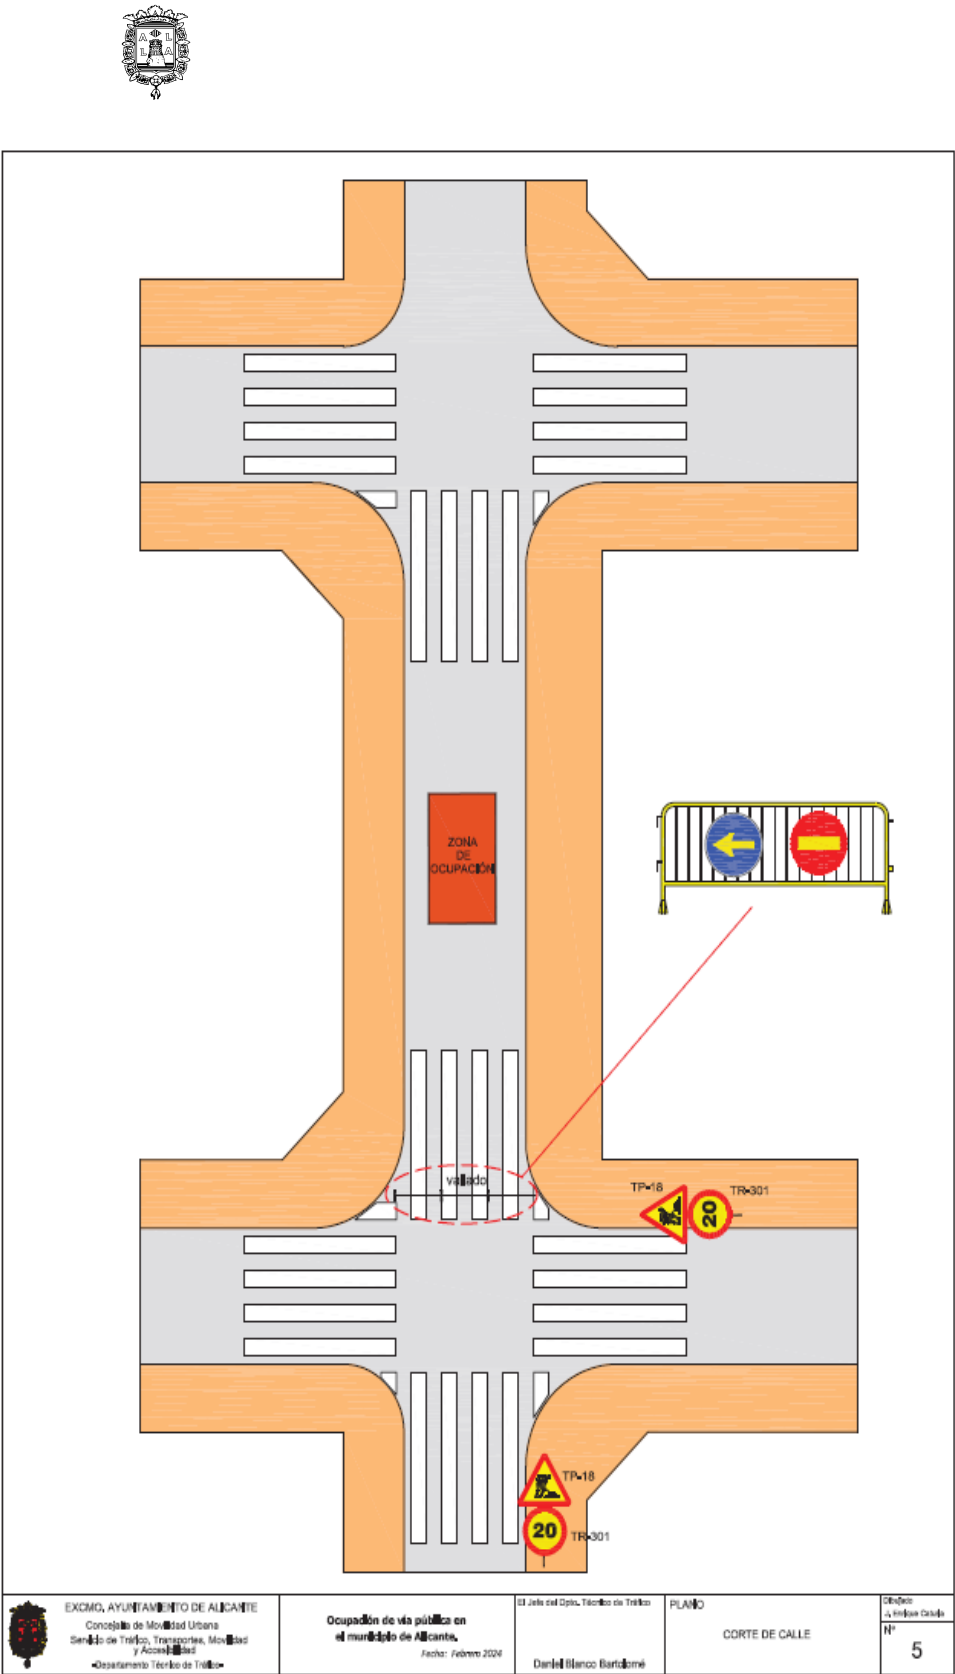 A L
L A
ZONA
DE
OCUPACIÓN
vallado
TP-18
TR-301
20
TP-18
20
TR-301
EXCMO. AYUNTAMIENTO DE ALICANTE
Concejalía de Movilidad Urbana
Servicio de Tráfico, Transportes, Movilidad
y Accesibilidad
-Departamento Técnico de Tráfico-
Ocupación de vía pública en
el municipio de Alicante.
Fecha: Febrero 2024
El Jefe del Dpto. Técnico de Tráfico
Daniel Blanco Bartolomé
PLANO
CORTE DE CALLE
Dibujado
J. Enrique
Nº
5